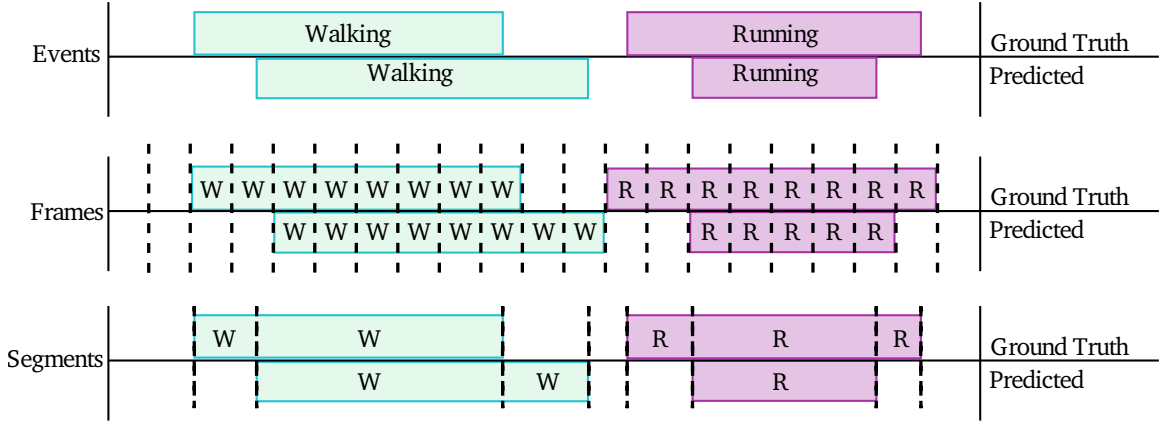 Walking Running
Events Ground Truth
Walking Running Predicted
W W W W W W W W R R R R R R R R Ground Truth
Frames
W W W W W W W W R R R R R Predicted
W W R R R Ground Truth
Segments
W W R Predicted